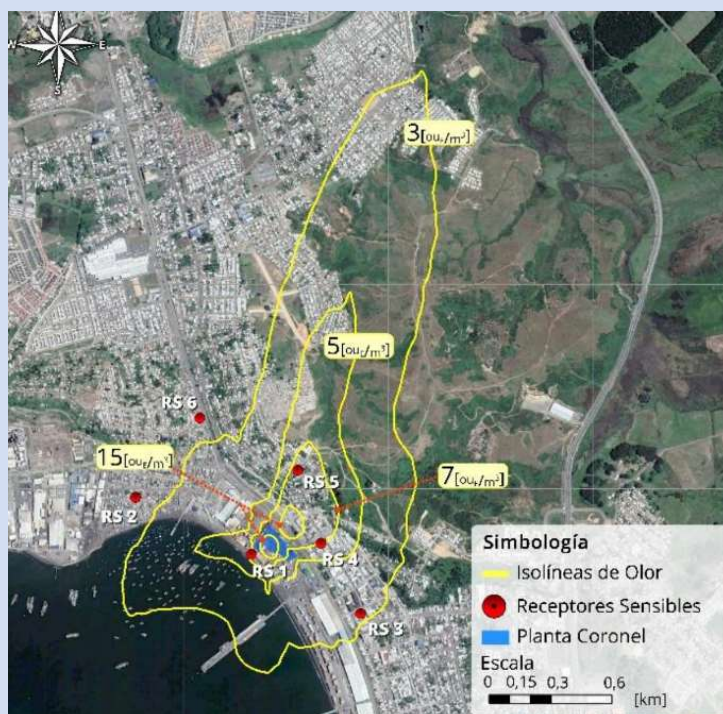 W
E
S
3[ouₑ/m³]
5[ouₑ/m³]
RS 6
15[ouₑ/m³]
RS 5
7[ouₑ/m³]
RS 2
RS 4
RS 1
RS 3
Simbología
Isolíneas de Olor
Receptores Sensibles
Planta Coronel
Escala
0 0,15 0,3 0,6
[km]